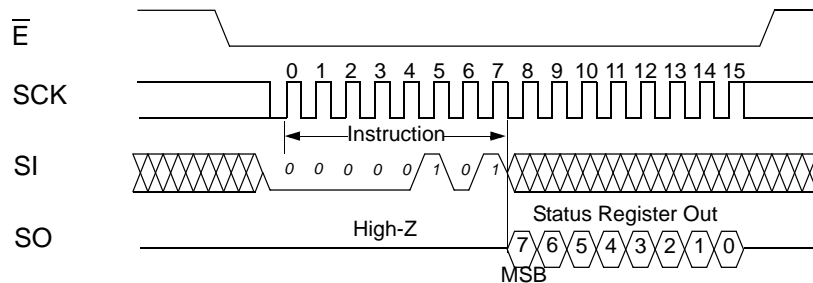 E
SCK
0 1 2 3 4 5 6 7 8 9 10 11 12 13 14 15
Instruction
SI
0 0 0 0 0 1 0 1
SO
High-Z
Status Register Out
7 6 5 4 3 2 1 0
MSB